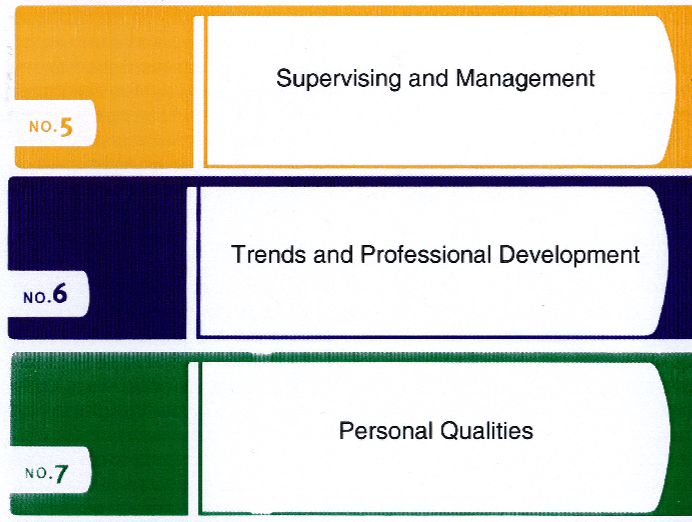 Supervising and Management
NO.5
Trends and Professional Development
NO.6
Personal Qualities
NO.7